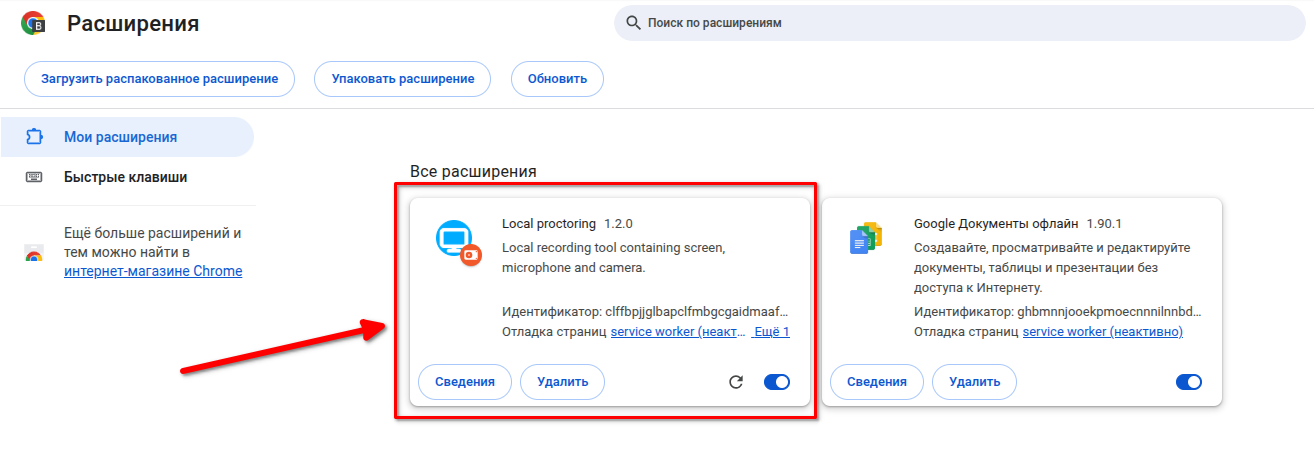 B
Расширения
Поиск по расширениям
Загрузить распакованное расширение
Упаковать расширение
Обновить
Мои расширения
Быстрые клавиши
Ещё больше расширений и
тем можно найти в
интернет-магазине Chrome
Все расширения
Local proctoring 1.2.0
Local recording tool containing screen,
microphone and camera.
Идентификатор: clffbpjjglbapclfmbgcgaidmaaf...
Отладка страниц service worker (неакт... Ещё 1
Сведения
Удалить
Google Документы офлайн 1.90.1
Создавайте, просматривайте и редактируйте
документы, таблицы и презентации без
доступа к Интернету.
Идентификатор: ghbmnnjooekpmoecnnnilnnbd...
Отладка страниц service worker (неактивно)
Сведения
Удалить